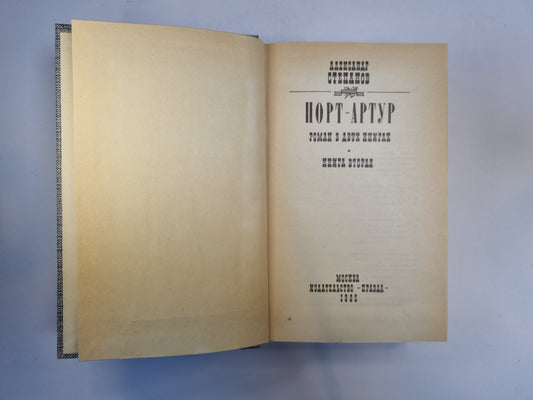 АЛЕКСАНДР
СТЕПАНОВ
ПОРТ-АРТУР
РОМАН В ДВУХ КНИГАХ
КНИГА ВТОРАЯ
МОСКВА
ИЗДАТЕЛЬСТВО «ПРАВДА»